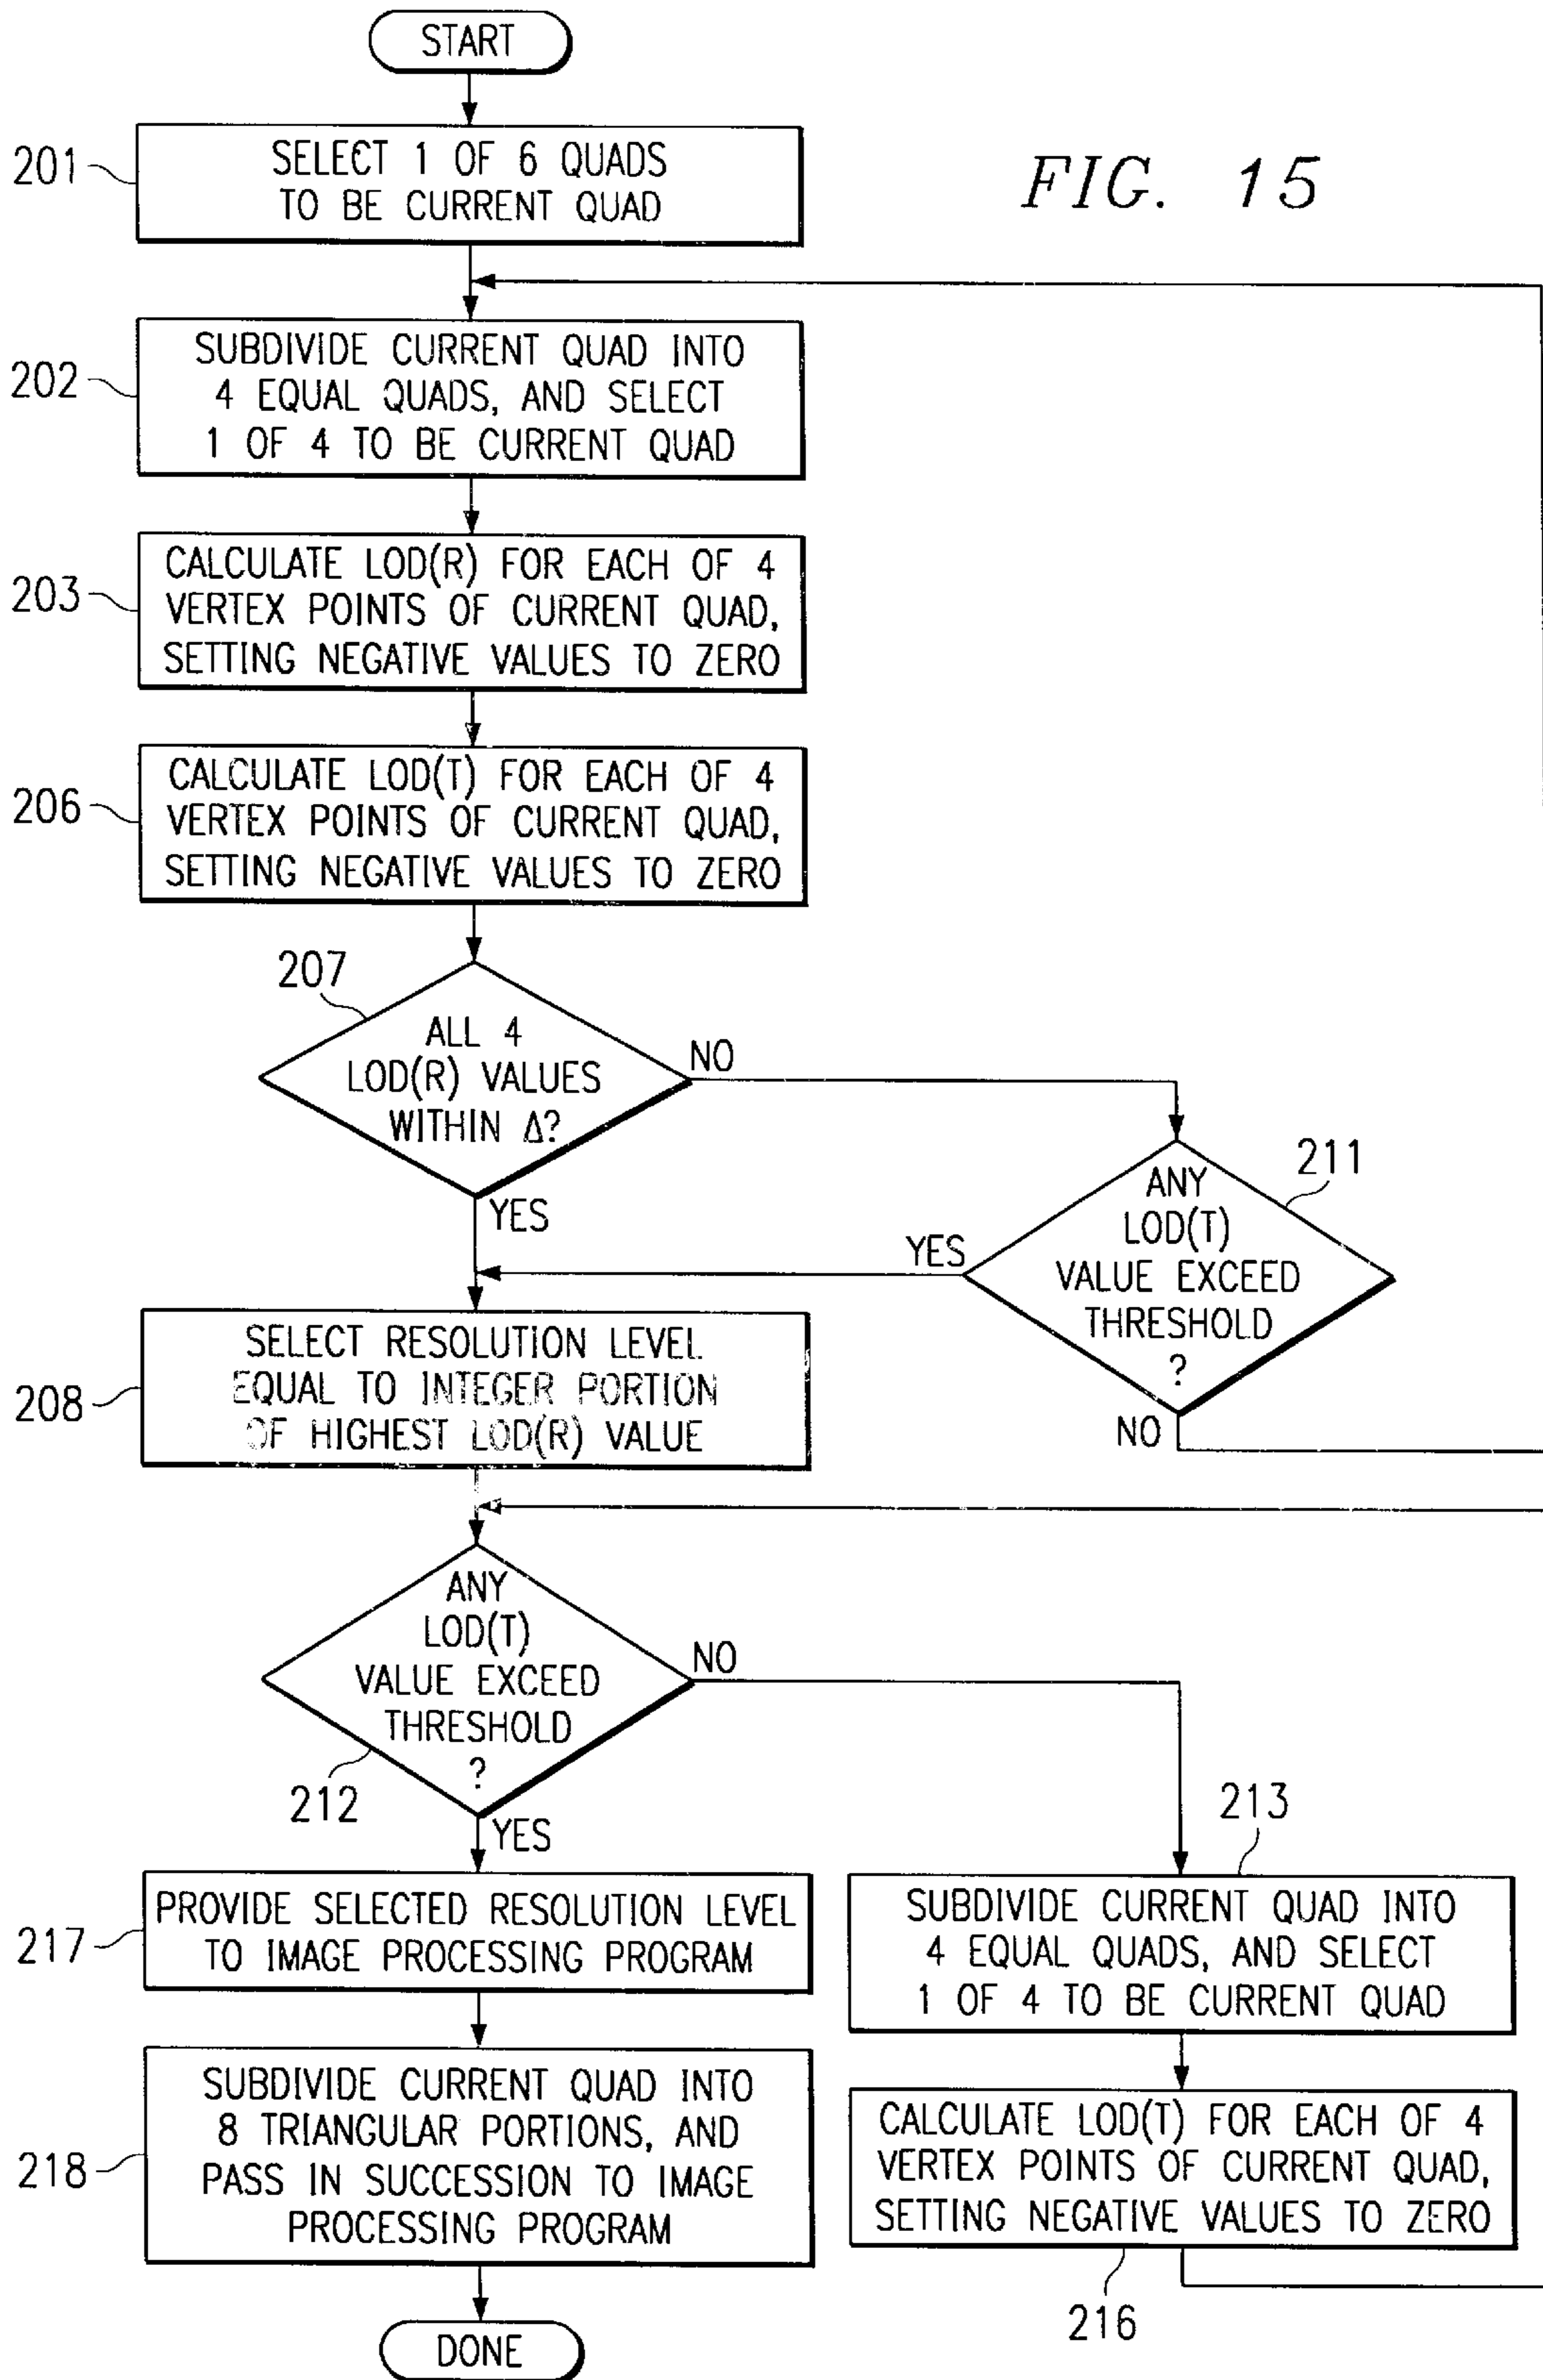 START
201
SELECT 1 OF 6 QUADS
TO BE CURRENT QUAD
FIG. 15
202
SUBDIVIDE CURRENT QUAD INTO
4 EQUAL QUADS, AND SELECT
1 OF 4 TO BE CURRENT QUAD
203
CALCULATE LOD(R) FOR EACH OF 4
VERTEX POINTS OF CURRENT QUAD,
SETTING NEGATIVE VALUES TO ZERO
206
CALCULATE LOD(T) FOR EACH OF 4
VERTEX POINTS OF CURRENT QUAD,
SETTING NEGATIVE VALUES TO ZERO
207
ALL 4
LOD(R) VALUES
WITHIN Δ?
NO
YES
211
ANY
LOD(T)
VALUE EXCEED
THRESHOLD
?
YES
NO
208
SELECT RESOLUTION LEVEL
EQUAL TO INTEGER PORTION
OF HIGHEST LOD(R) VALUE
ANY
LOD(T)
VALUE EXCEED
THRESHOLD
?
NO
212
YES
213
217
PROVIDE SELECTED RESOLUTION LEVEL
TO IMAGE PROCESSING PROGRAM
SUBDIVIDE CURRENT QUAD INTO
4 EQUAL QUADS, AND SELECT
1 OF 4 TO BE CURRENT QUAD
218
SUBDIVIDE CURRENT QUAD INTO
8 TRIANGULAR PORTIONS, AND
PASS IN SUCCESSION TO IMAGE
PROCESSING PROGRAM
CALCULATE LOD(T) FOR EACH OF 4
VERTEX POINTS OF CURRENT QUAD,
SETTING NEGATIVE VALUES TO ZERO
216
DONE